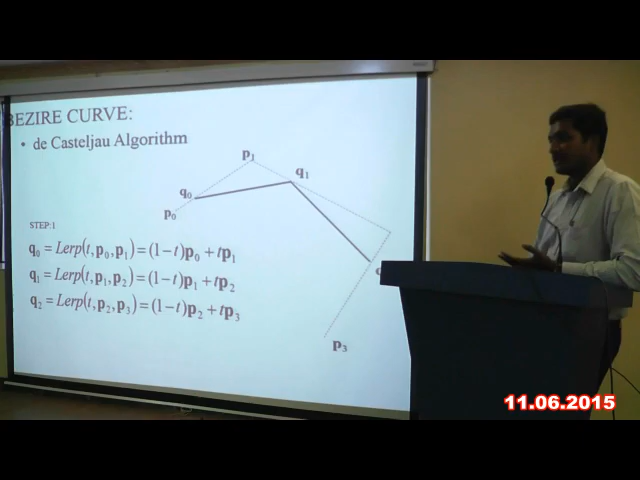 BEZIRE CURVE:
• de Casteljau Algorithm
p₁
q₁
q₀
p₀
STEP:1
q₀ = Lerp(t, p₀, p₁) = (1−t)p₀ + tp₁
q₁ = Lerp(t, p₁, p₂) = (1−t)p₁ + tp₂
q₂ = Lerp(t, p₂, p₃) = (1−t)p₂ + tp₃
p₃
11.06.2015